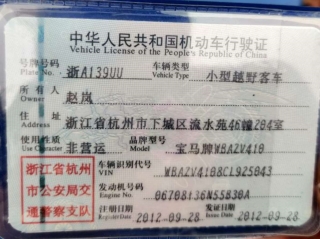 中华人民共和国机动车行驶证
Vehicle License of the People's Republic of China
号牌号码 Plate No. 浙A139UU 车辆类型 Vehicle Type 小型越野客车
所有人 Owner 赵岚
住址 Address 浙江省杭州市下城区流水苑46幢204室
使用性质 Use Character 非营运 品牌型号 Model 宝马牌WBAZV410
浙江省杭州
市公安局交
通警察支队
车辆识别代号 VIN WBAZV4108CL925043
发动机号码 Engine No. 06708136N55B30A
注册日期 Register Date 2012-09-28 发证日期 Issue Date 2012-09-28